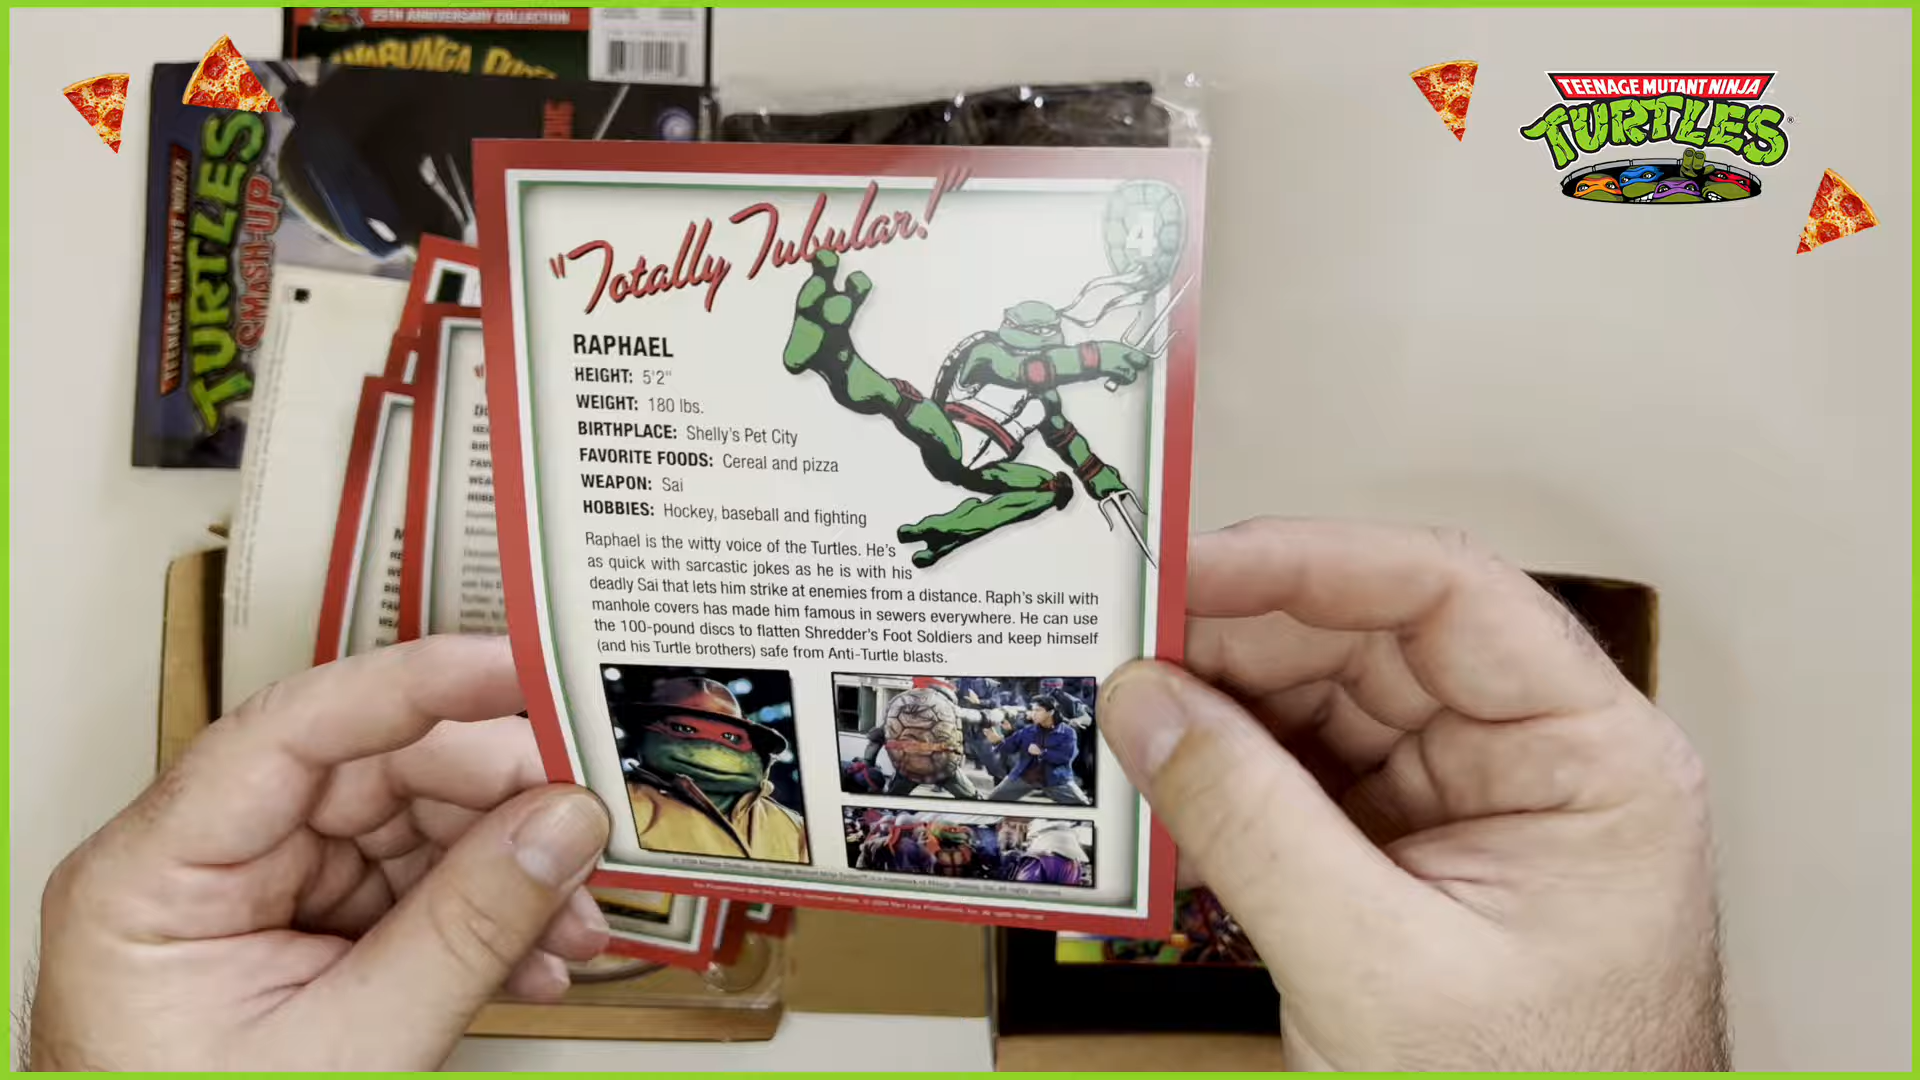 25TH ANNIVERSARY COLLECTION
TEENAGE MUTANT NINJA
TURTLES
TEENAGE MUTANT NINJA
TURTLES
SMASH-UP
"Totally Tubular!"
4
RAPHAEL
HEIGHT: 5'2"
WEIGHT: 180 lbs.
BIRTHPLACE: Shelly's Pet City
FAVORITE FOODS: Cereal and pizza
WEAPON: Sai
HOBBIES: Hockey, baseball and fighting
Raphael is the witty voice of the Turtles. He's
as quick with sarcastic jokes as he is with his
deadly Sai that lets him strike at enemies from a distance. Raph's skill with
manhole covers has made him famous in sewers everywhere. He can use
the 100-pound discs to flatten Shredder's Foot Soldiers and keep himself
(and his Turtle brothers) safe from Anti-Turtle blasts.